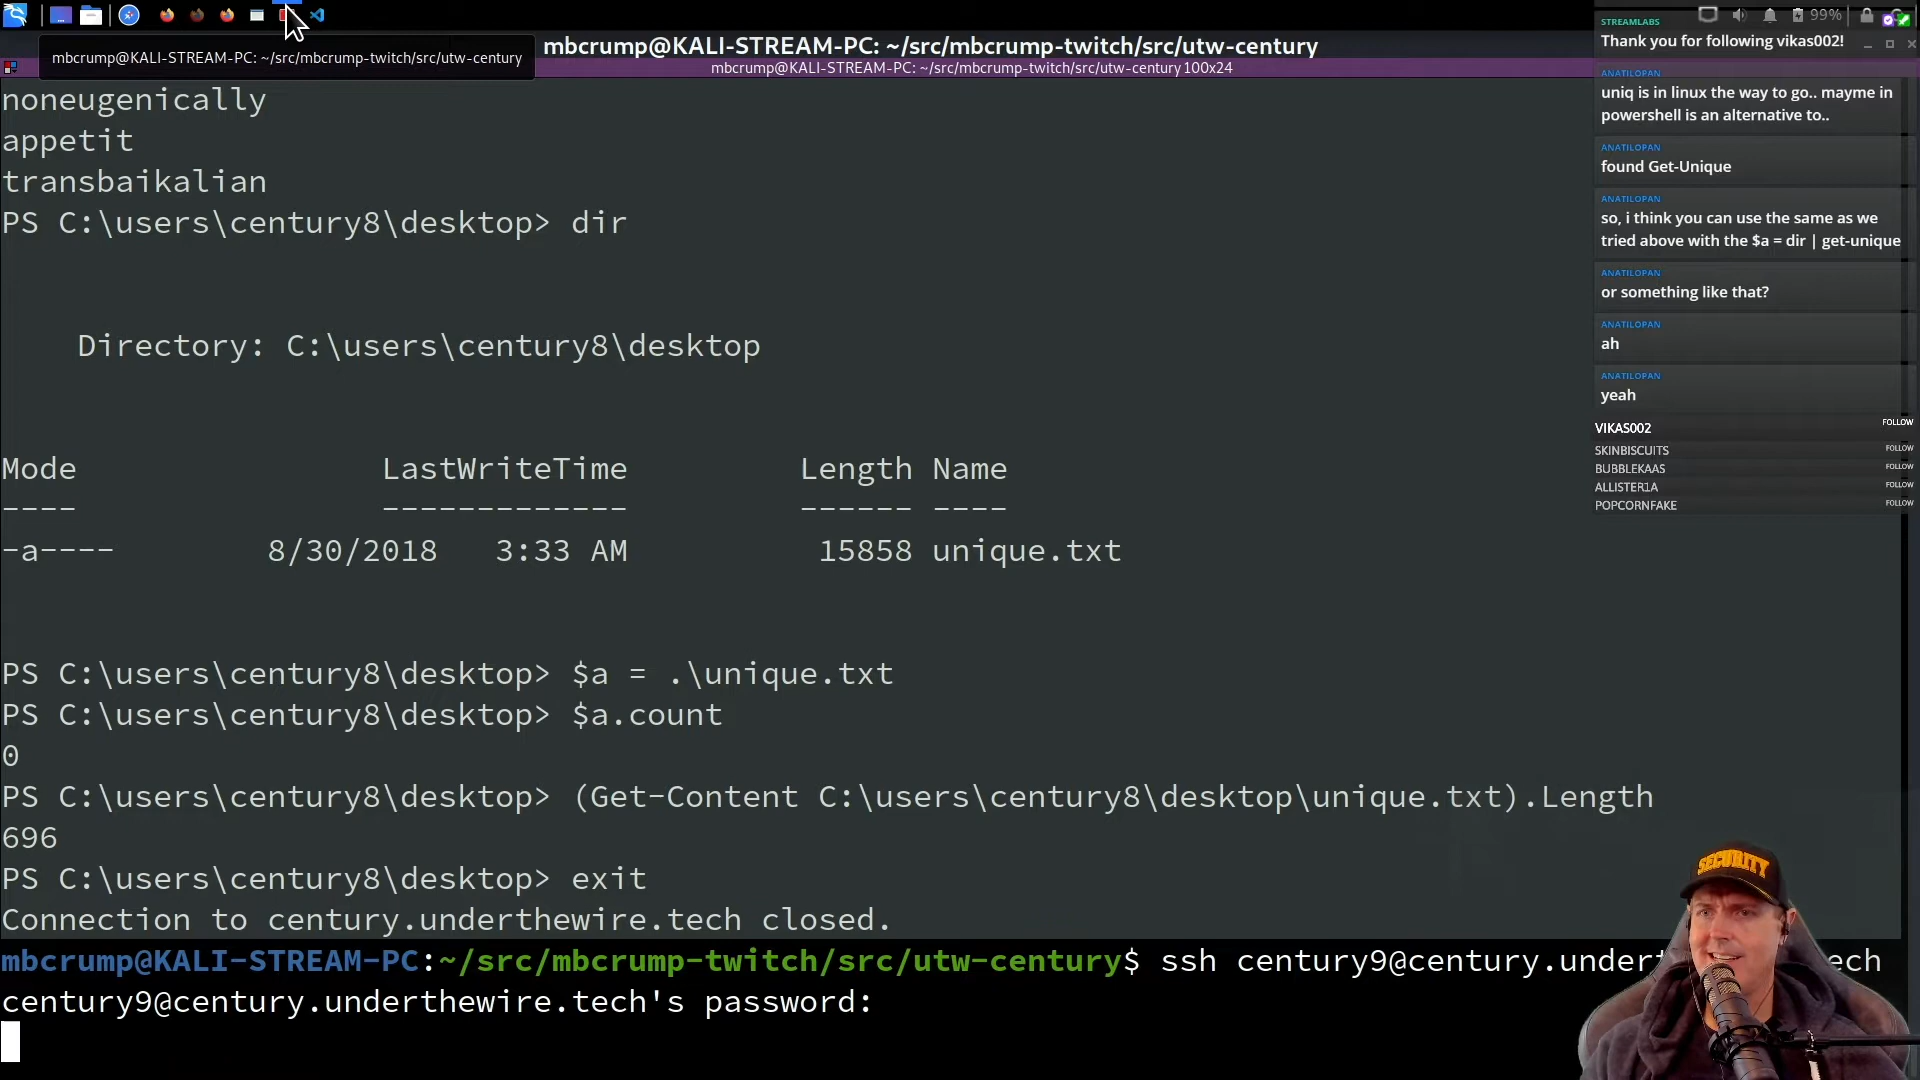 99%
mbcrump@KALI-STREAM-PC: ~/src/mbcrump-twitch/src/utw-century
mbcrump@KALI-STREAM-PC: ~/src/mbcrump-twitch/src/utw-century
mbcrump@KALI-STREAM-PC: ~/src/mbcrump-twitch/src/utw-century 100x24
noneugenically
appetit
transbaikalian
PS C:\users\century8\desktop> dir
Directory: C:\users\century8\desktop
Mode LastWriteTime Length Name
---- ------------- ------ ----
-a---- 8/30/2018 3:33 AM 15858 unique.txt
PS C:\users\century8\desktop> $a = .\unique.txt
PS C:\users\century8\desktop> $a.count
0
PS C:\users\century8\desktop> (Get-Content C:\users\century8\desktop\unique.txt).Length
696
PS C:\users\century8\desktop> exit
Connection to century.underthewire.tech closed.
mbcrump@KALI-STREAM-PC:~/src/mbcrump-twitch/src/utw-century$ ssh century9@century.undert ech
century9@century.underthewire.tech's password:
STREAMLABS
Thank you for following vikas002!
ANATILOPAN
uniq is in linux the way to go.. mayme in
powershell is an alternative to..
ANATILOPAN
found Get-Unique
ANATILOPAN
so, i think you can use the same as we
tried above with the $a = dir | get-unique
ANATILOPAN
or something like that?
ANATILOPAN
ah
ANATILOPAN
yeah
VIKAS002 FOLLOW
SKINBISCUITS FOLLOW
BUBBLEKAAS FOLLOW
ALLISTER1A FOLLOW
POPCORNFAKE FOLLOW
SECURITY